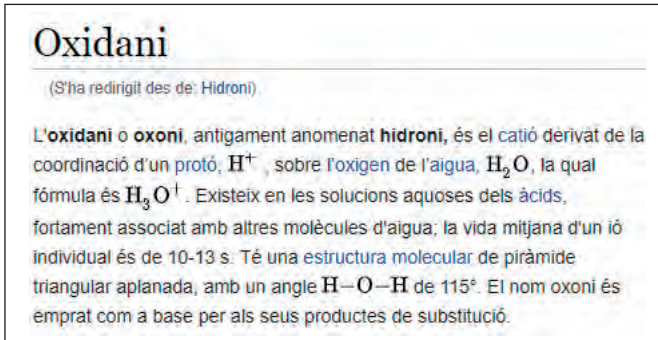 Oxidani
(S'ha redirigit des de: Hidroni)
L'oxidani o oxoni, antigament anomenat hidroni, és el catió derivat de la
coordinació d'un protó, H⁺ , sobre l'oxigen de l'aigua, H₂O, la qual
fórmula és H₃O⁺ . Existeix en les solucions aquoses dels àcids,
fortament associat amb altres molècules d'aigua; la vida mitjana d'un ió
individual és de 10-13 s. Té una estructura molecular de piràmide
triangular aplanada, amb un angle H−O−H de 115°. El nom oxoni és
emprat com a base per als seus productes de substitució.